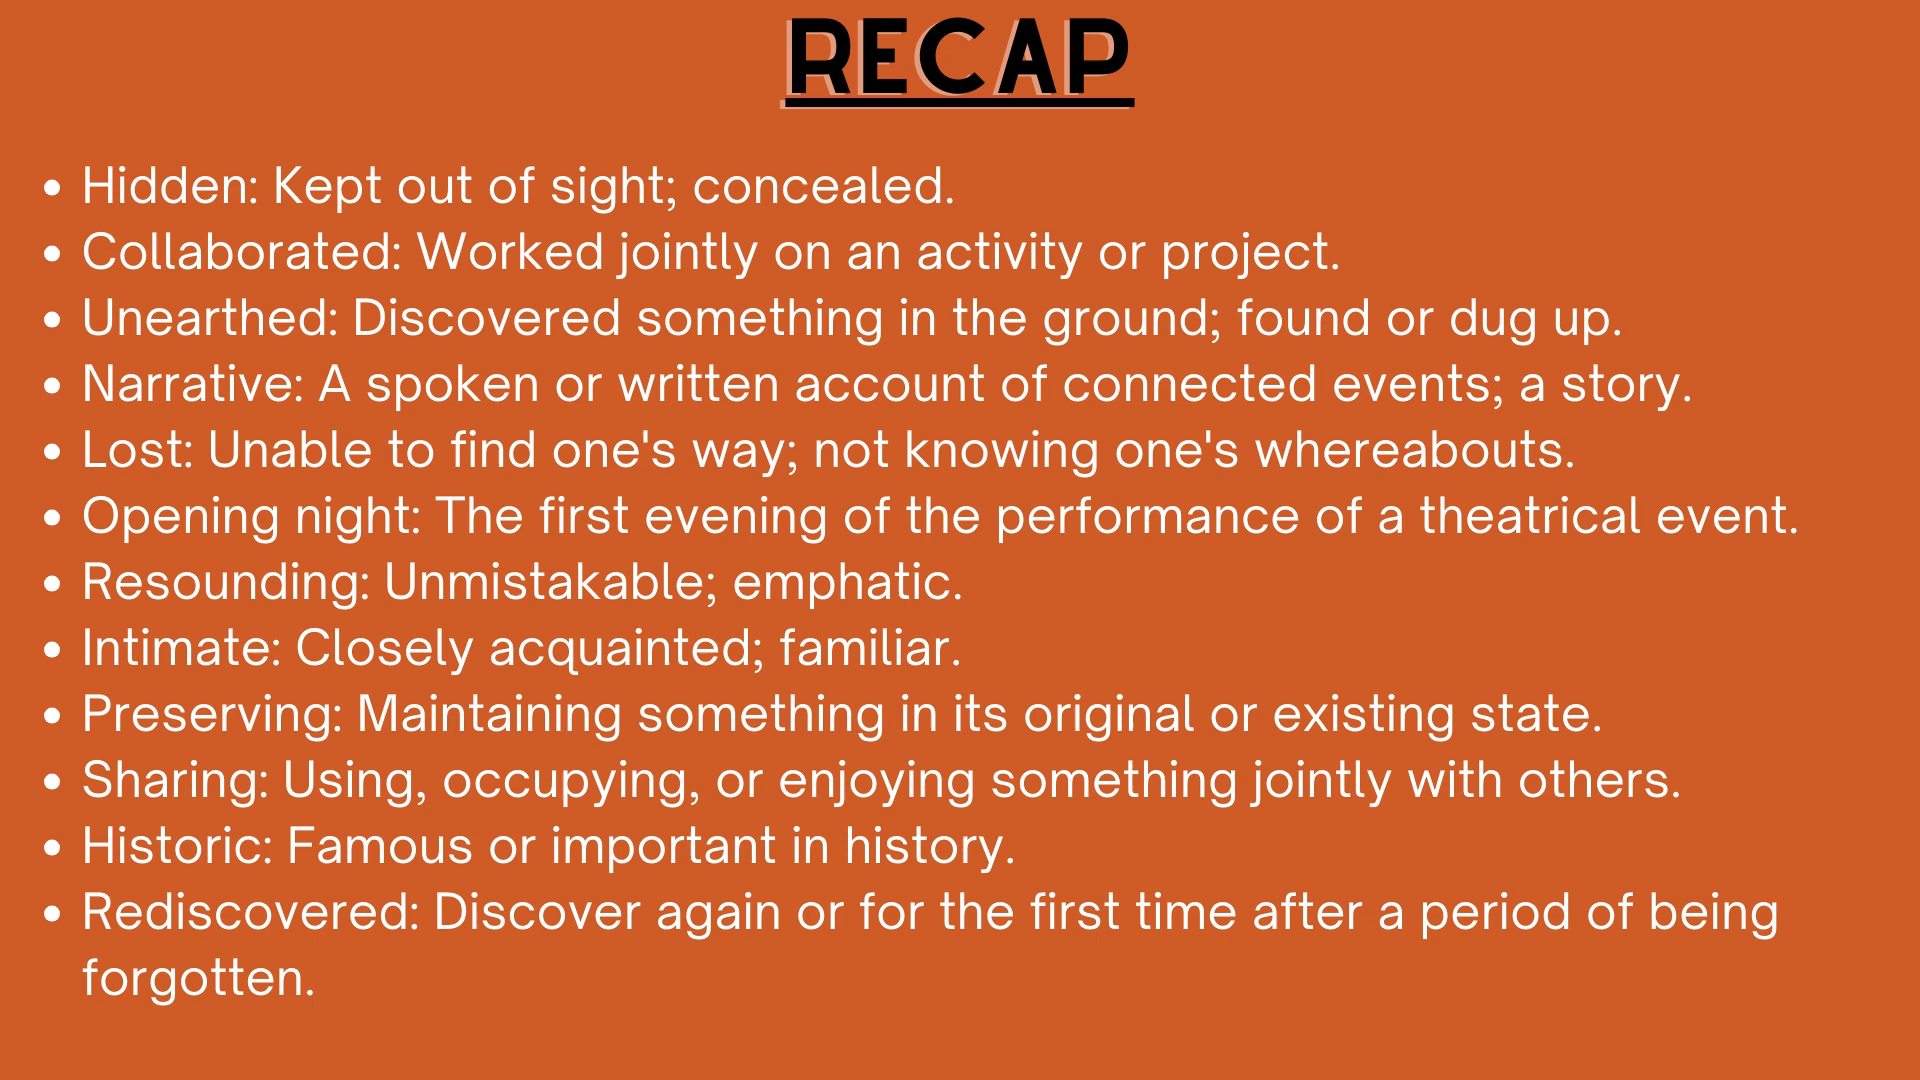 RECAP
• Hidden: Kept out of sight; concealed.
• Collaborated: Worked jointly on an activity or project.
• Unearthed: Discovered something in the ground; found or dug up.
• Narrative: A spoken or written account of connected events; a story.
• Lost: Unable to find one's way; not knowing one's whereabouts.
• Opening night: The first evening of the performance of a theatrical event.
• Resounding: Unmistakable; emphatic.
• Intimate: Closely acquainted; familiar.
• Preserving: Maintaining something in its original or existing state.
• Sharing: Using, occupying, or enjoying something jointly with others.
• Historic: Famous or important in history.
• Rediscovered: Discover again or for the first time after a period of being
forgotten.